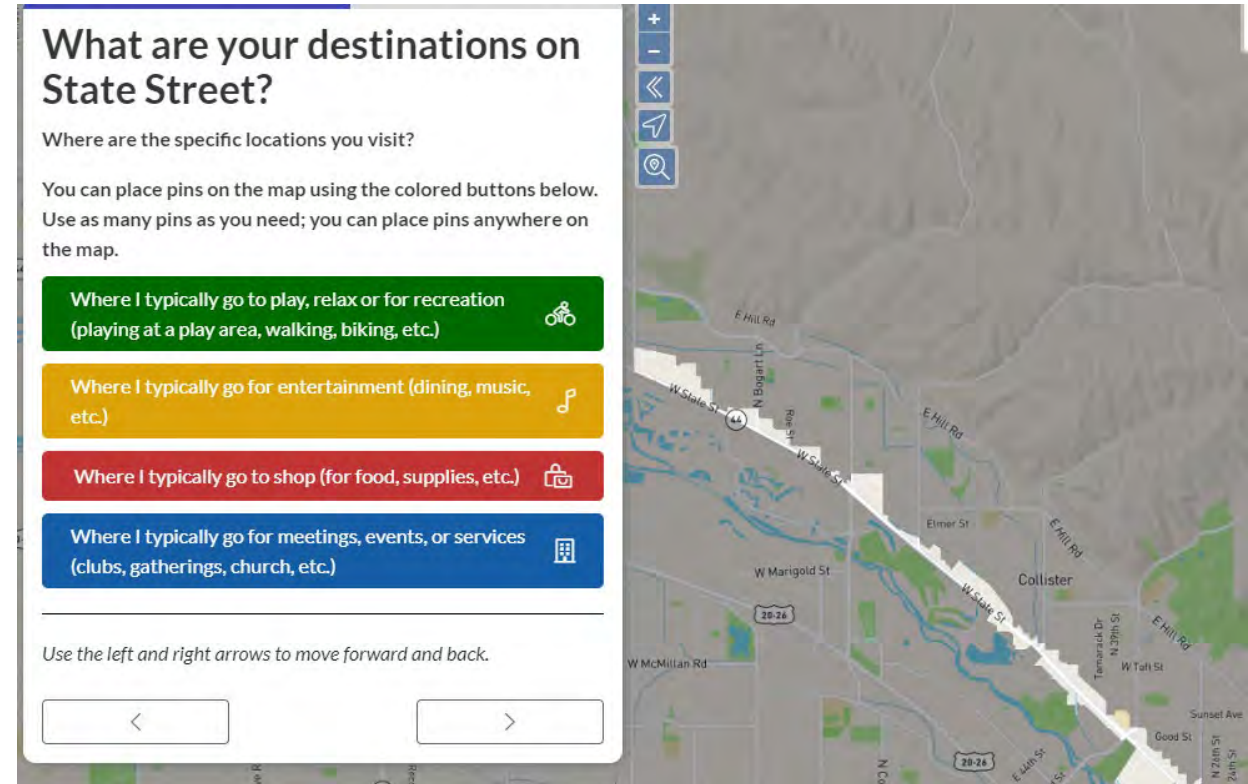 What are your destinations on
State Street?
Where are the specific locations you visit?
You can place pins on the map using the colored buttons below.
Use as many pins as you need; you can place pins anywhere on
the map.
Where I typically go to play, relax or for recreation
(playing at a play area, walking, biking, etc.)
Where I typically go for entertainment (dining, music,
etc.)
Where I typically go to shop (for food, supplies, etc.)
Where I typically go for meetings, events, or services
(clubs, gatherings, church, etc.)
Use the left and right arrows to move forward and back.
<
>
+
−
E Hill Rd
N Bogart Ln
W State St
44
Roe St
E Hill Rd
W State St
Elmer St
E Hill Rd
W Marigold St
Collister
W State St
20-26
Tamarack Dr
N 39th St
E Hill Rd
W McMillan Rd
W Taft St
Sunset Ave
Good St
20-26
E 44th St
N 26th St